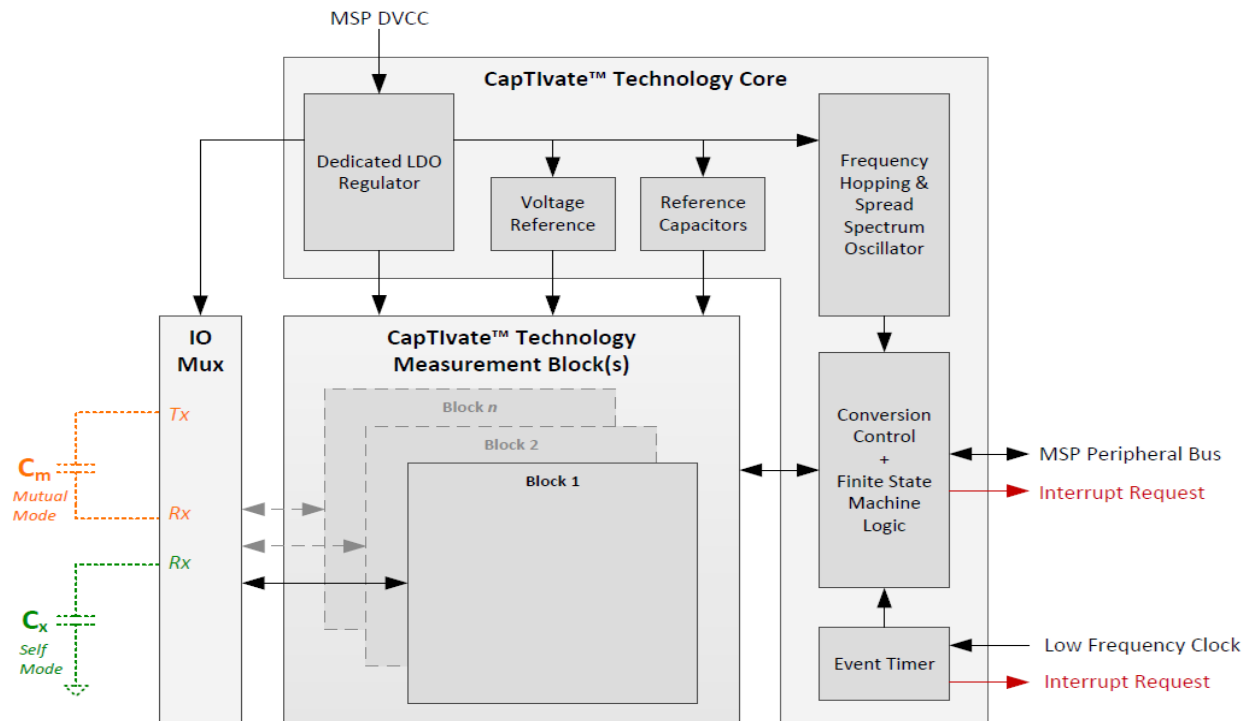 MSP DVCC
CapTIvate™ Technology Core
Dedicated LDO
Regulator
Voltage
Reference
Reference
Capacitors
Frequency
Hopping &
Spread
Spectrum
Oscillator
IO
Mux
Tx
Rx
Rx
Cm
Mutual
Mode
Cx
Self
Mode
CapTIvate™ Technology
Measurement Block(s)
Block n
Block 2
Block 1
Conversion
Control
+
Finite State
Machine
Logic
MSP Peripheral Bus
Interrupt Request
Event Timer
Low Frequency Clock
Interrupt Request